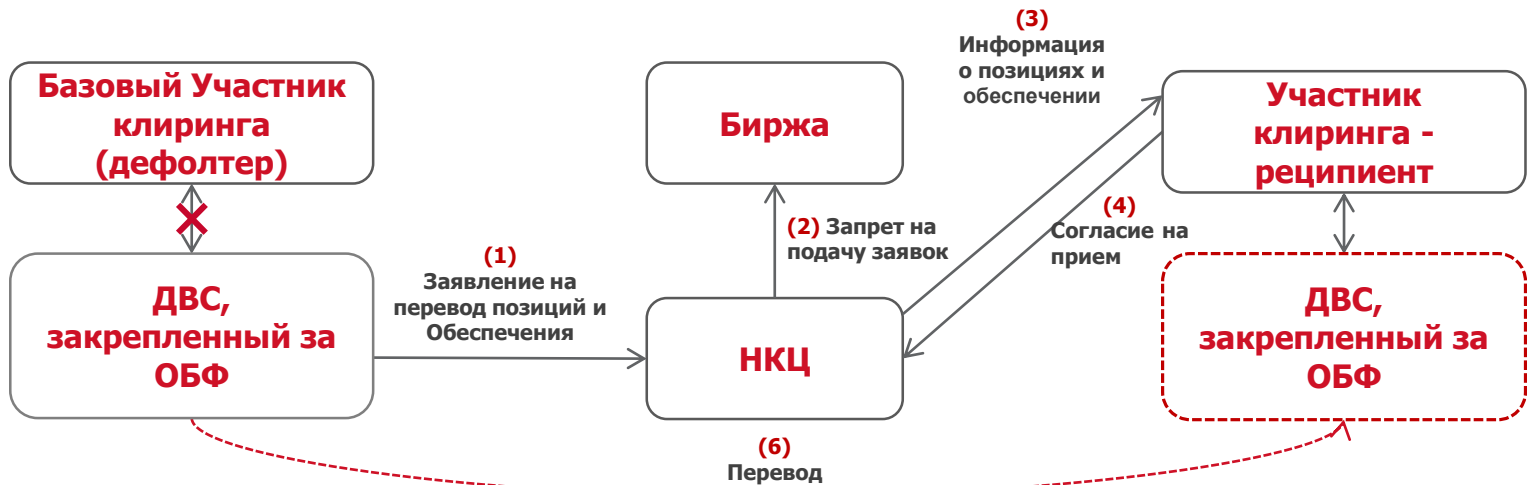 Базовый Участник
клиринга
(дефолтер)
Биржа
(3)
Информация
о позициях и
обеспечении
Участник
клиринга -
реципиент
(1)
Заявление на
перевод позиций и
Обеспечения
(2) Запрет на
подачу заявок
(4)
Согласие на
прием
ДВС,
закрепленный за
ОБФ
НКЦ
ДВС,
закрепленный за
ОБФ
(6)
Перевод